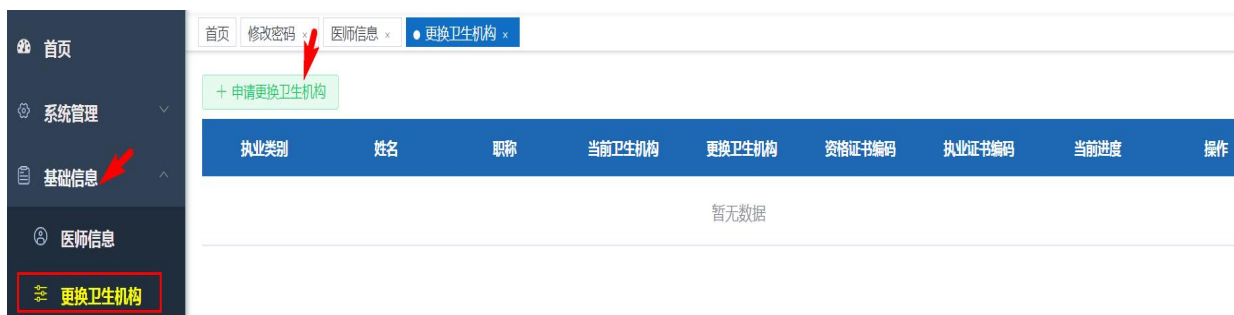 首页
系统管理
基础信息
医师信息
更换卫生机构
首页 修改密码 × 医师信息 × ● 更换卫生机构 ×
+ 申请更换卫生机构
执业类别 姓名 职称 当前卫生机构 更换卫生机构 资格证书编码 执业证书编码 当前进度 操作
暂无数据